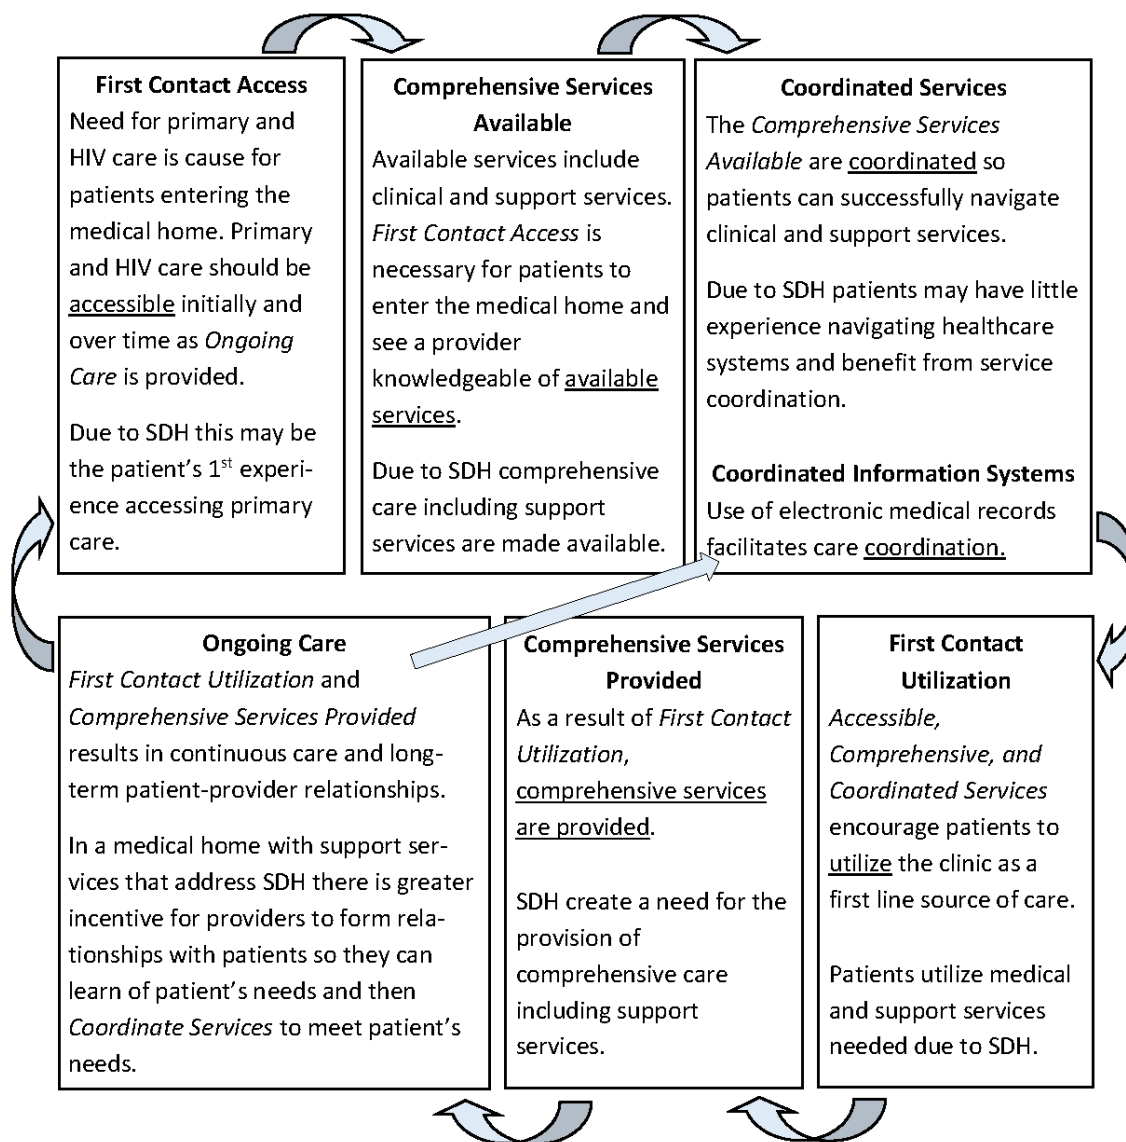 First Contact Access
Need for primary and
HIV care is cause for
patients entering the
medical home. Primary
and HIV care should be
accessible initially and
over time as Ongoing
Care is provided.
Due to SDH this may be
the patient's 1st experi-
ence accessing primary
care.
Comprehensive Services
Available
Available services include
clinical and support services.
First Contact Access is
necessary for patients to
enter the medical home and
see a provider
knowledgeable of available
services.
Due to SDH comprehensive
care including support
services are made available.
Coordinated Services
The Comprehensive Services
Available are coordinated so
patients can successfully navigate
clinical and support services.
Due to SDH patients may have little
experience navigating healthcare
systems and benefit from service
coordination.
Coordinated Information Systems
Use of electronic medical records
facilitates care coordination.
Ongoing Care
First Contact Utilization and
Comprehensive Services Provided
results in continuous care and long-
term patient-provider relationships.
In a medical home with support ser-
vices that address SDH there is greater
incentive for providers to form rela-
tionships with patients so they can
learn of patient's needs and then
Coordinate Services to meet patient's
needs.
Comprehensive Services
Provided
As a result of First Contact
Utilization,
comprehensive services
are provided.
SDH create a need for the
provision of
comprehensive care
including support
services.
First Contact
Utilization
Accessible,
Comprehensive, and
Coordinated Services
encourage patients to
utilize the clinic as a
first line source of care.
Patients utilize medical
and support services
needed due to SDH.